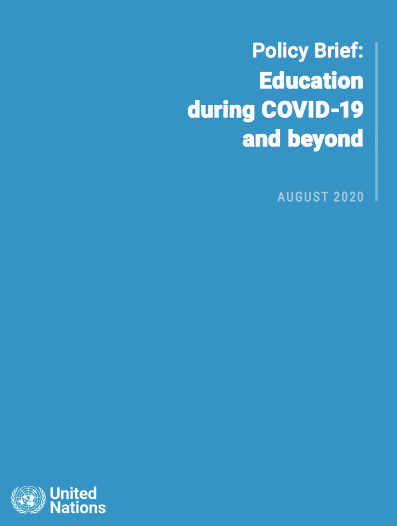 Policy Brief:
Education
during COVID-19
and beyond
AUGUST 2020
United
Nations